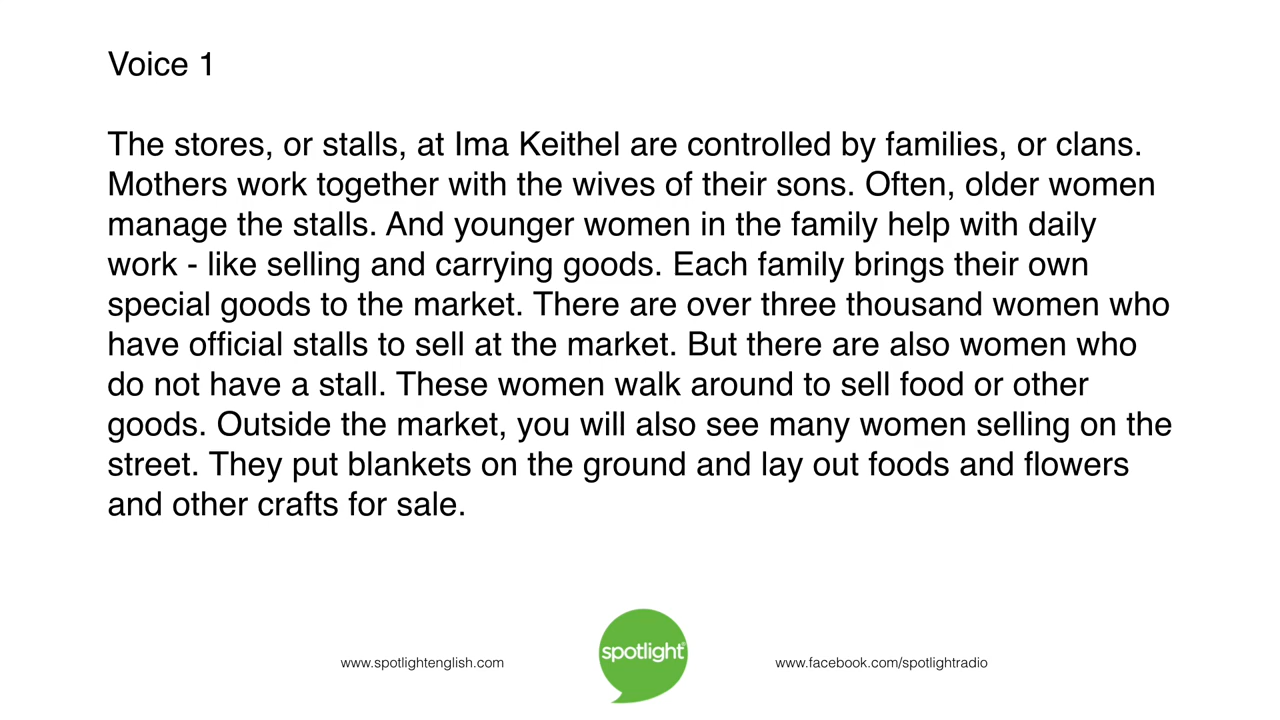 Voice 1
The stores, or stalls, at Ima Keithel are controlled by families, or clans.
Mothers work together with the wives of their sons. Often, older women
manage the stalls. And younger women in the family help with daily
work - like selling and carrying goods. Each family brings their own
special goods to the market. There are over three thousand women who
have official stalls to sell at the market. But there are also women who
do not have a stall. These women walk around to sell food or other
goods. Outside the market, you will also see many women selling on the
street. They put blankets on the ground and lay out foods and flowers
and other crafts for sale.
www.spotlightenglish.com
spotlight®
www.facebook.com/spotlightradio